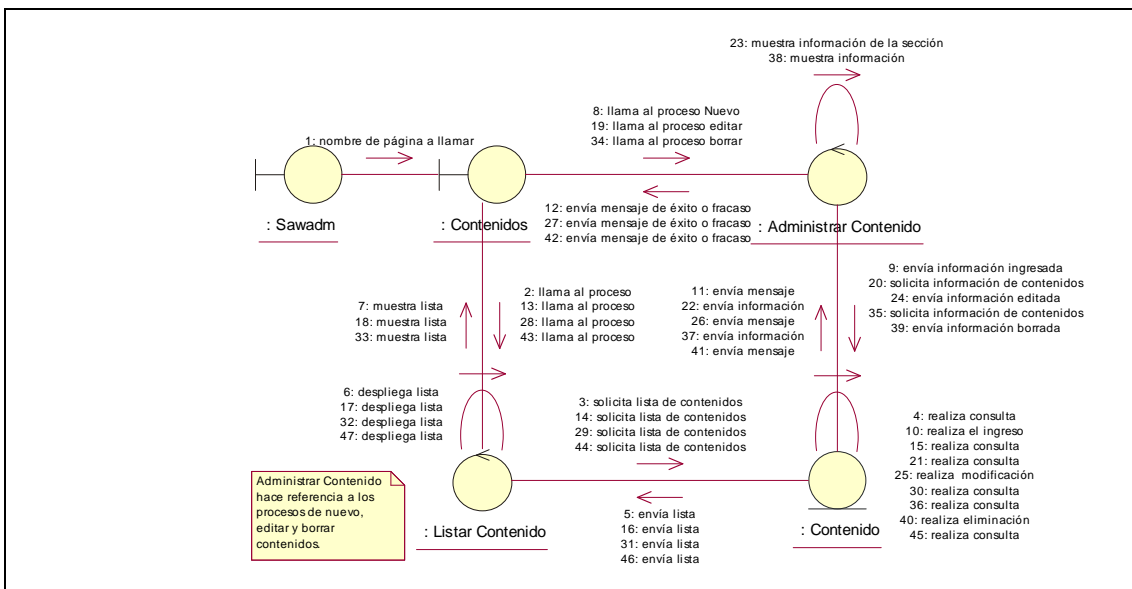 23: muestra información de la sección
38: muestra información
8: llama al proceso Nuevo
19: llama al proceso editar
34: llama al proceso borrar
1: nombre de página a llamar
12: envía mensaje de éxito o fracaso
27: envía mensaje de éxito o fracaso
42: envía mensaje de éxito o fracaso
: Sawadm
: Contenidos
: Administrar Contenido
9: envía información ingresada
20: solicita información de contenidos
24: envía información editada
35: solicita información de contenidos
39: envía información borrada
11: envía mensaje
22: envía información
26: envía mensaje
37: envía información
41: envía mensaje
2: llama al proceso
13: llama al proceso
28: llama al proceso
43: llama al proceso
7: muestra lista
18: muestra lista
33: muestra lista
6: despliega lista
17: despliega lista
32: despliega lista
47: despliega lista
3: solicita lista de contenidos
14: solicita lista de contenidos
29: solicita lista de contenidos
44: solicita lista de contenidos
4: realiza consulta
10: realiza el ingreso
15: realiza consulta
21: realiza consulta
25: realiza modificación
30: realiza consulta
36: realiza consulta
40: realiza eliminación
45: realiza consulta
Administrar Contenido
hace referencia a los
procesos de nuevo,
editar y borrar
contenidos.
: Listar Contenido
: Contenido
5: envía lista
16: envía lista
31: envía lista
46: envía lista